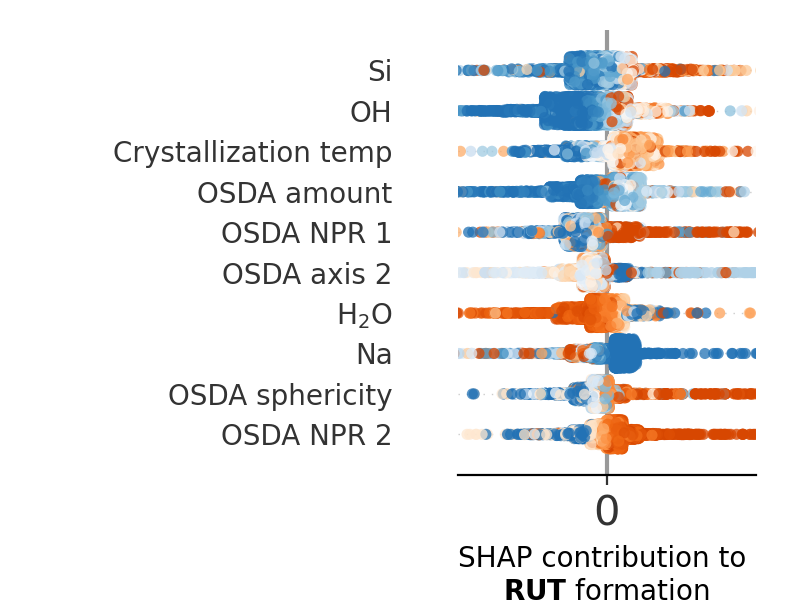 Si
OH
Crystallization temp
OSDA amount
OSDA NPR 1
OSDA axis 2
H₂O
Na
OSDA sphericity
OSDA NPR 2
0
SHAP contribution to
RUT formation